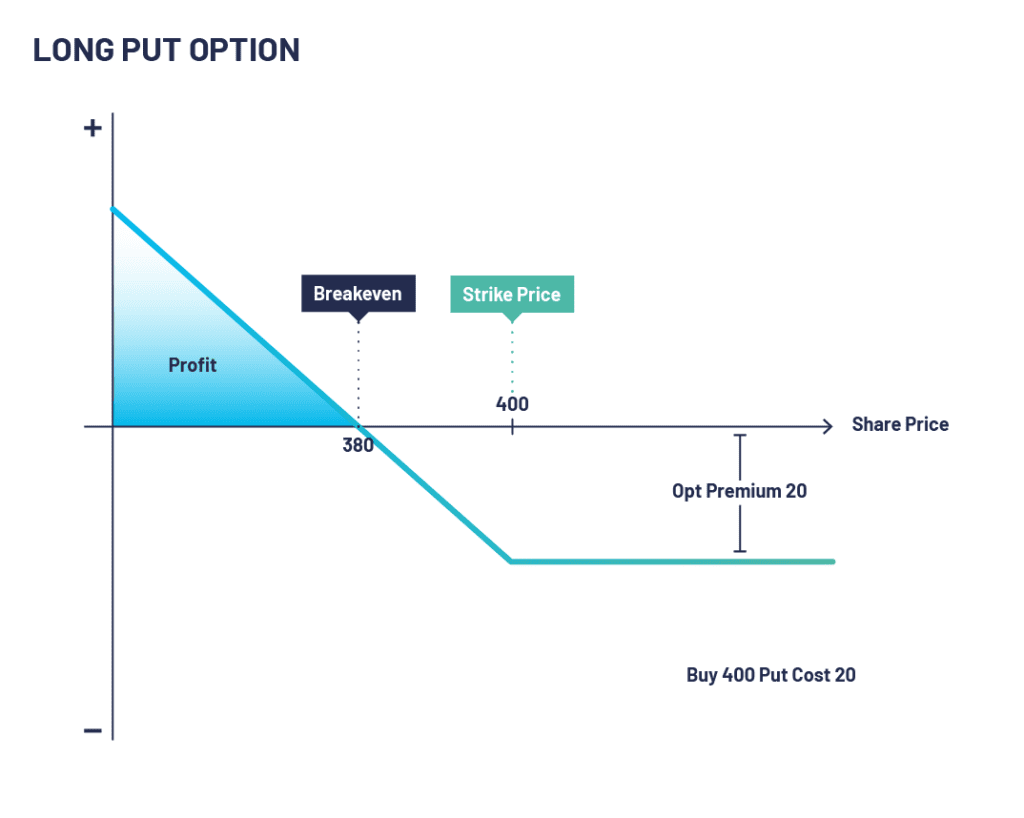 LONG PUT OPTION
+
Breakeven
Strike Price
Profit
400
Share Price
380
Opt Premium 20
Buy 400 Put Cost 20
−